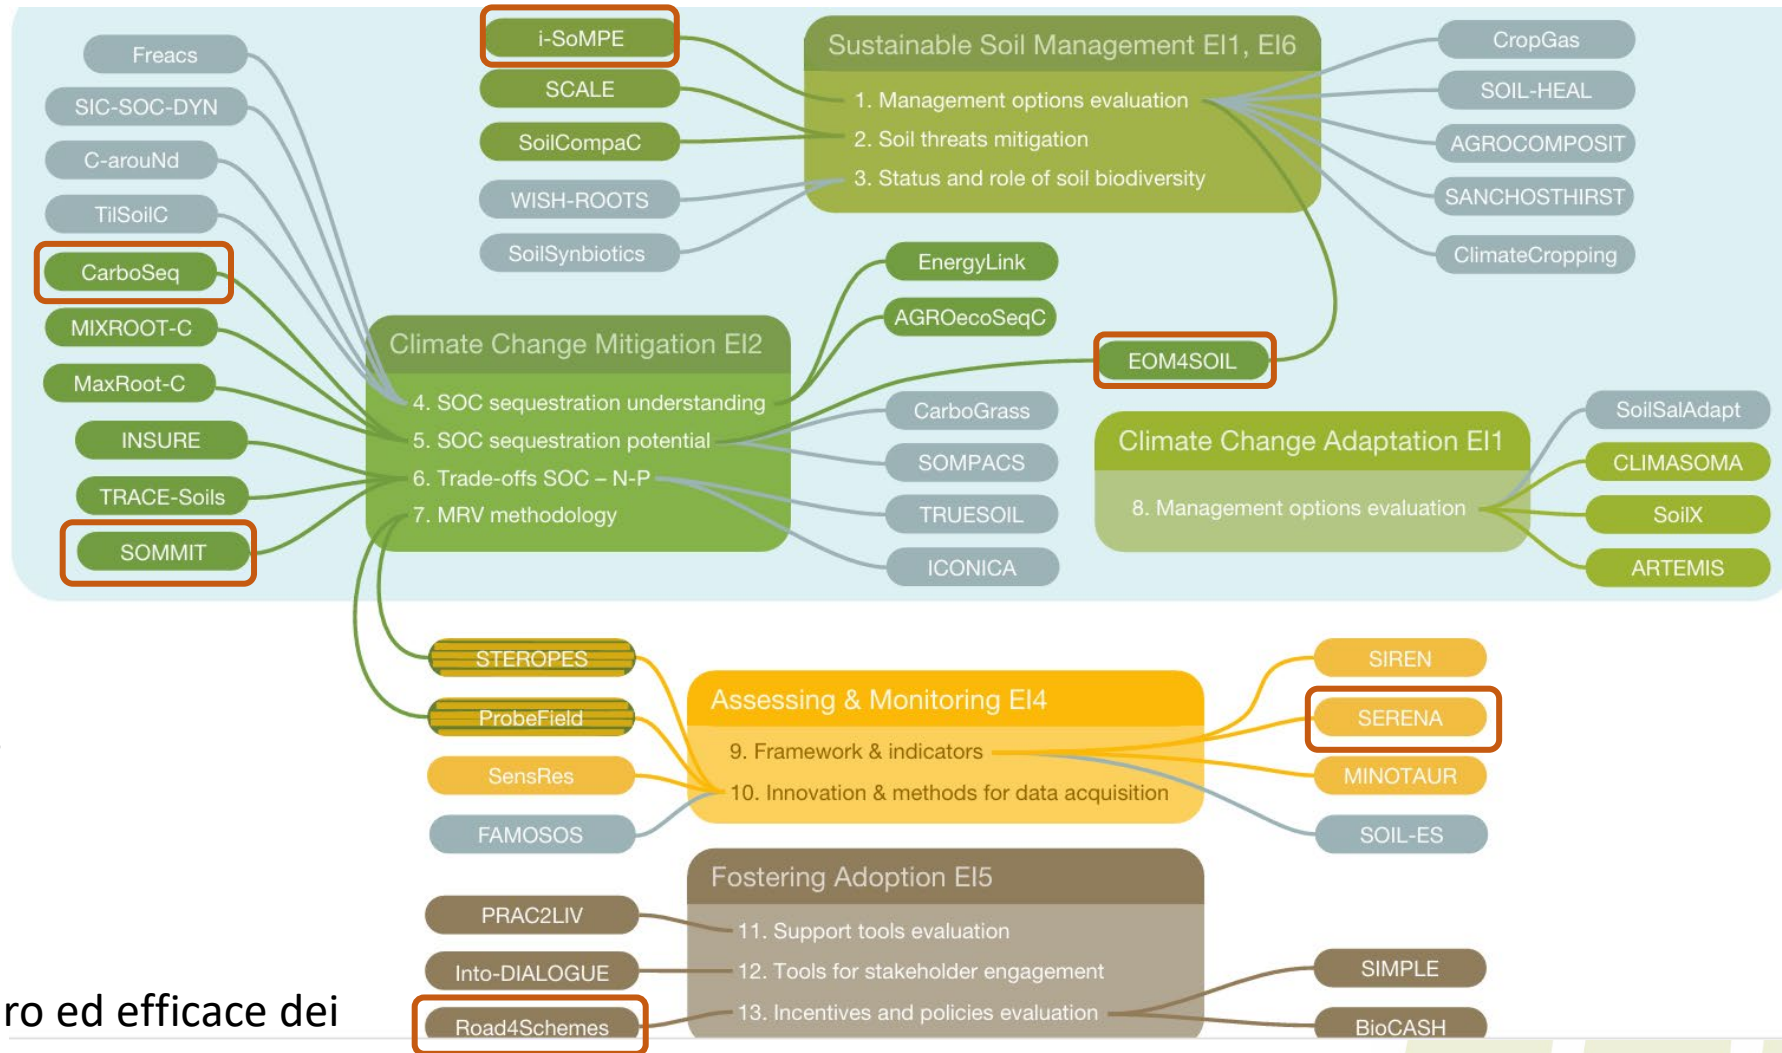 Freacs
SIC-SOC-DYN
C-arouNd
TilSoilC
CarboSeq
MIXROOT-C
MaxRoot-C
INSURE
TRACE-Soils
SOMMIT
i-SoMPE
SCALE
SoilCompaC
WISH-ROOTS
SoilSynbiotics
Sustainable Soil Management EI1, EI6
1. Management options evaluation
2. Soil threats mitigation
3. Status and role of soil biodiversity
CropGas
SOIL-HEAL
AGROCOMPOSIT
SANCHOSTHIRST
ClimateCropping
Climate Change Mitigation EI2
4. SOC sequestration understanding
5. SOC sequestration potential
6. Trade-offs SOC – N-P
7. MRV methodology
EnergyLink
AGROecoSeqC
EOM4SOIL
CarboGrass
SOMPACS
TRUESOIL
ICONICA
Climate Change Adaptation EI1
8. Management options evaluation
SoilSalAdapt
CLIMASOMA
SoilX
ARTEMIS
STEROPES
ProbeField
SensRes
FAMOSOS
Assessing & Monitoring EI4
9. Framework & indicators
10. Innovation & methods for data acquisition
SIREN
SERENA
MINOTAUR
SOIL-ES
PRAC2LIV
Into-DIALOGUE
Road4Schemes
Fostering Adoption EI5
11. Support tools evaluation
12. Tools for stakeholder engagement
13. Incentives and policies evaluation
SIMPLE
BioCASH
ro ed efficace dei